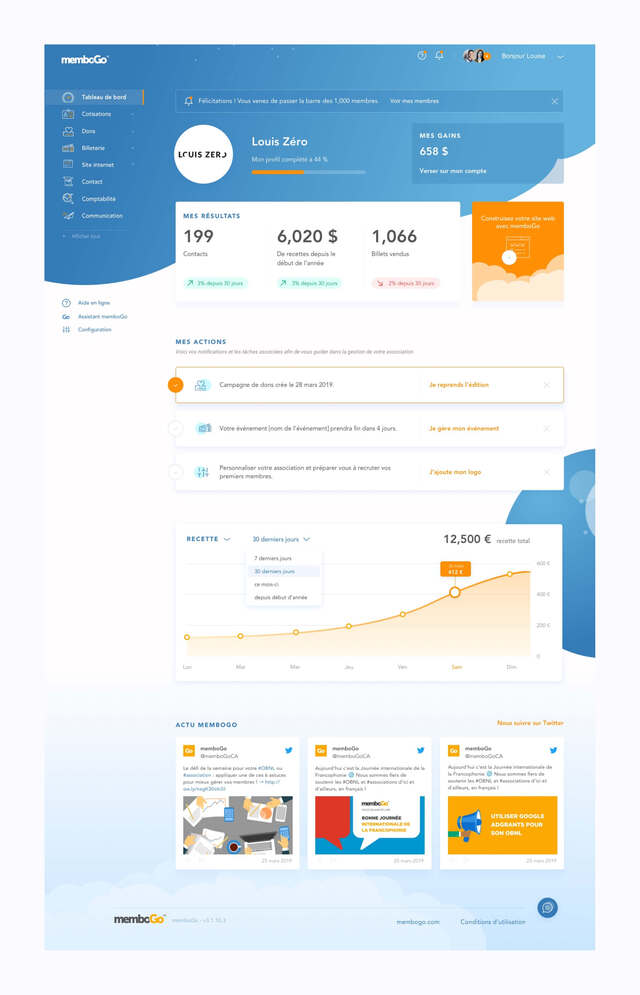 memboGo
Bonjour Louise
Tableau de bord
Cotisations
Dons
Billeterie
Site internet
Contact
Comptabilité
Communication
Afficher tout
Aide en ligne
Go Assistant memboGo
Configuration
Félicitations ! Vous venez de passer la barre des 1,000 membres. Voir mes membres
LOUIS ZERJ
Louis Zéro
Mon profil complété à 44 %
MES GAINS
658 $
Verser sur mon compte
MES RÉSULTATS
199
Contacts
3% depuis 30 jours
6,020 $
De recettes depuis le
début de l'année
3% depuis 30 jours
1,066
Billets vendus
2% depuis 30 jours
Construisez votre site web
avec memboGo
MES ACTIONS
Voici vos notifications et les tâches associées afin de vous guider dans la gestion de votre association
Campagne de dons crée le 28 mars 2019. Je reprends l'édition
Votre événement [nom de l'événement] prendra fin dans 4 jours. Je gère mon événement
Personnaliser votre association et préparer vous à recruter vos
premiers membres.
J'ajoute mon logo
RECETTE
30 derniers jours
12,500 € recette total
7 derniers jours
30 derniers jours
ce mois-ci
depuis début d'année
412 €
600 €
400 €
200 €
0
Lun Mar Mer Jeu Ven Sam Dim
ACTU MEMBOGO
Nous suivre sur Twitter
Go
memboGo
@memboGoCA
Le défi de la semaine pour votre #OBNL ou
#association : appliquer une de ces 6 astuces
pour mieux gérer vos membres ! → http://
25 mars 2019
Go
memboGo
@memboGoCA
Aujourd'hui c'est la Journée internationale de la
Francophonie Nous sommes fiers de
soutenir les #OBNL et #associations d'ici et
d'ailleurs, en français !
memboGo
BONNE JOURNÉE
INTERNATIONALE DE
LA FRANCOPHONIE
25 mars 2019
Go
memboGo
@memboGoCA
Aujourd'hui c'est la Journée internationale de
la Francophonie Nous sommes fiers de
soutenir les #OBNL et #associations d'ici et
d'ailleurs, en français !
UTILISER GOOGLE
ADGRANTS POUR
SON OBNL
25 mars 2019
memboGo
membogo.com
Conditions d'utilisation